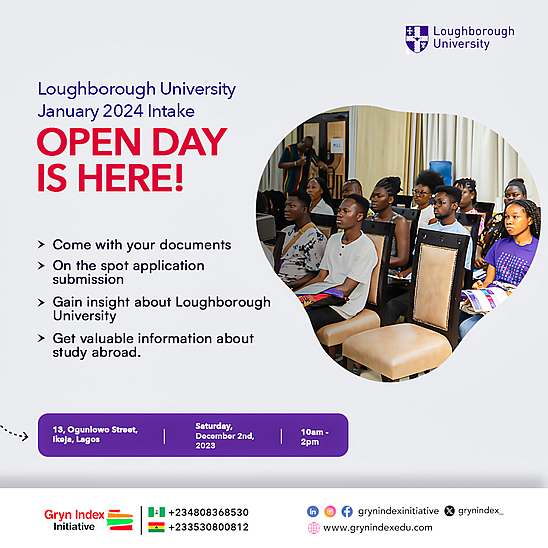 Loughborough
University
Loughborough University
January 2024 Intake
OPEN DAY
IS HERE!
Come with your documents
On the spot application
submission
Gain insight about Loughborough
University
Get valuable information about
study abroad.
13, Ogunlowo Street,
Ikeja, Lagos
Saturday,
December 2nd,
2023
10am -
2pm
Gryn Index
Initiative
+234808368530
+233530800812
grynindexinitiative
grynindex_
www.grynindexedu.com